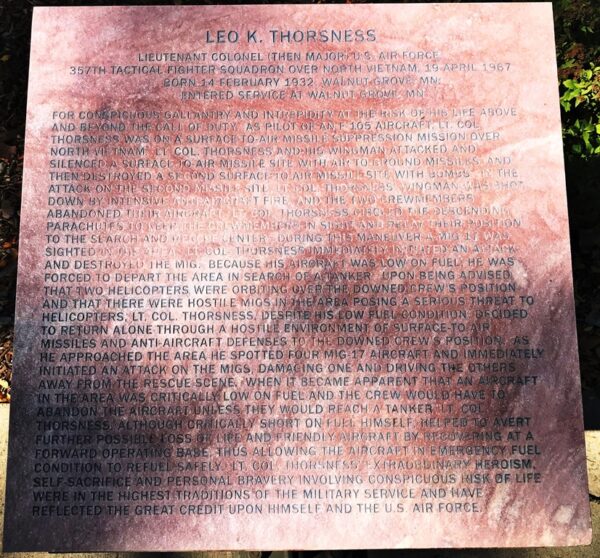 LEO K. THORSNESS
LIEUTENANT COLONEL (THEN MAJOR) U.S. AIR FORCE
357TH TACTICAL FIGHTER SQUADRON OVER NORTH VIETNAM, 19 APRIL 1967
BORN 14 FEBRUARY 1932, WALNUT GROVE, MN.
ENTERED SERVICE AT WALNUT GROVE, MN
FOR CONSPICUOUS GALLANTRY AND INTREPIDITY AT THE RISK OF HIS LIFE ABOVE
AND BEYOND THE CALL OF DUTY. AS PILOT OF AN F-105 AIRCRAFT, LT. COL.
THORSNESS WAS ON A SURFACE-TO-AIR MISSILE SUPPRESSION MISSION OVER
NORTH VIETNAM. LT. COL. THORSNESS AND HIS WINGMAN ATTACKED AND
SILENCED A SURFACE-TO-AIR MISSILE SITE WITH AIR-TO-GROUND MISSILES, AND
THEN DESTROYED A SECOND SURFACE-TO-AIR MISSILE SITE WITH BOMBS. IN THE
ATTACK ON THE SECOND MISSILE SITE, LT. COL. THORSNESS' WINGMAN WAS SHOT
DOWN BY INTENSIVE ANTI-AIRCRAFT FIRE, AND THE TWO CREWMEMBERS
ABANDONED THEIR AIRCRAFT. LT. COL. THORSNESS CIRCLED THE DESCENDING
PARACHUTES TO KEEP THE CREWMEMBERS IN SIGHT AND RELAY THEIR POSITION
TO THE SEARCH AND RESCUE CENTER. DURING THIS MANEUVER, A MIG-17 WAS
SIGHTED IN THE AREA. LT. COL. THORSNESS IMMEDIATELY INITIATED AN ATTACK
AND DESTROYED THE MIG. BECAUSE HIS AIRCRAFT WAS LOW ON FUEL, HE WAS
FORCED TO DEPART THE AREA IN SEARCH OF A TANKER. UPON BEING ADVISED
THAT TWO HELICOPTERS WERE ORBITING OVER THE DOWNED CREW'S POSITION
AND THAT THERE WERE HOSTILE MIGS IN THE AREA POSING A SERIOUS THREAT TO
HELICOPTERS, LT. COL. THORSNESS, DESPITE HIS LOW FUEL CONDITION, DECIDED
TO RETURN ALONE THROUGH A HOSTILE ENVIRONMENT OF SURFACE-TO-AIR
MISSILES AND ANTI-AIRCRAFT DEFENSES TO THE DOWNED CREW'S POSITION. AS
HE APPROACHED THE AREA HE SPOTTED FOUR MIG-17 AIRCRAFT AND IMMEDIATELY
INITIATED AN ATTACK ON THE MIGS, DAMAGING ONE AND DRIVING THE OTHERS
AWAY FROM THE RESCUE SCENE. WHEN IT BECAME APPARENT THAT AN AIRCRAFT
IN THE AREA WAS CRITICALLY LOW ON FUEL AND THE CREW WOULD HAVE TO
ABANDON THE AIRCRAFT UNLESS THEY WOULD REACH A TANKER, LT. COL.
THORSNESS, ALTHOUGH CRITICALLY SHORT ON FUEL HIMSELF, HELPED TO AVERT
FURTHER POSSIBLE LOSS OF LIFE AND FRIENDLY AIRCRAFT BY RECOVERING AT A
FORWARD OPERATING BASE, THUS ALLOWING THE AIRCRAFT IN EMERGENCY FUEL
CONDITION TO REFUEL SAFELY. LT. COL. THORSNESS' EXTRAORDINARY HEROISM,
SELF-SACRIFICE AND PERSONAL BRAVERY INVOLVING CONSPICUOUS RISK OF LIFE
WERE IN THE HIGHEST TRADITIONS OF THE MILITARY SERVICE AND HAVE
REFLECTED THE GREAT CREDIT UPON HIMSELF AND THE U.S. AIR FORCE.